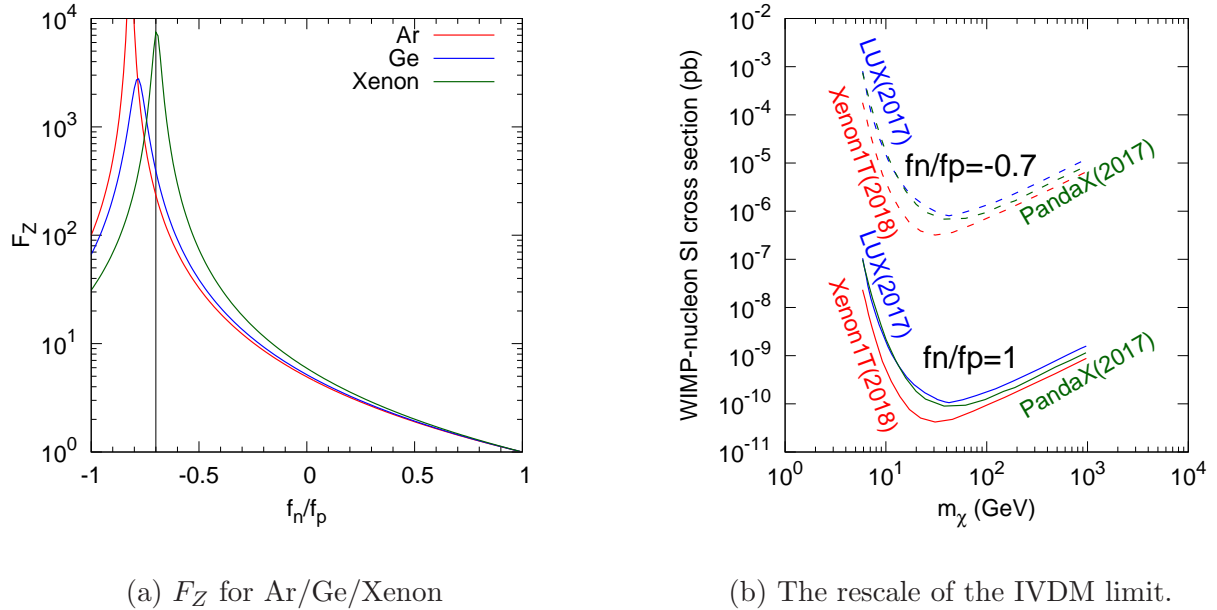 10^4
10^3
10^2
10^1
10^0
F_Z
Ar
Ge
Xenon
-1
-0.5
0
0.5
1
f_n/f_p
(a) F_Z for Ar/Ge/Xenon
10^-2
10^-3
10^-4
10^-5
10^-6
10^-7
10^-8
10^-9
10^-10
10^-11
WIMP-nucleon SI cross section (pb)
LUX(2017)
Xenon1T(2018)
fn/fp=-0.7
PandaX(2017)
LUX(2017)
Xenon1T(2018)
fn/fp=1
PandaX(2017)
10^0
10^1
10^2
10^3
10^4
m_χ (GeV)
(b) The rescale of the IVDM limit.